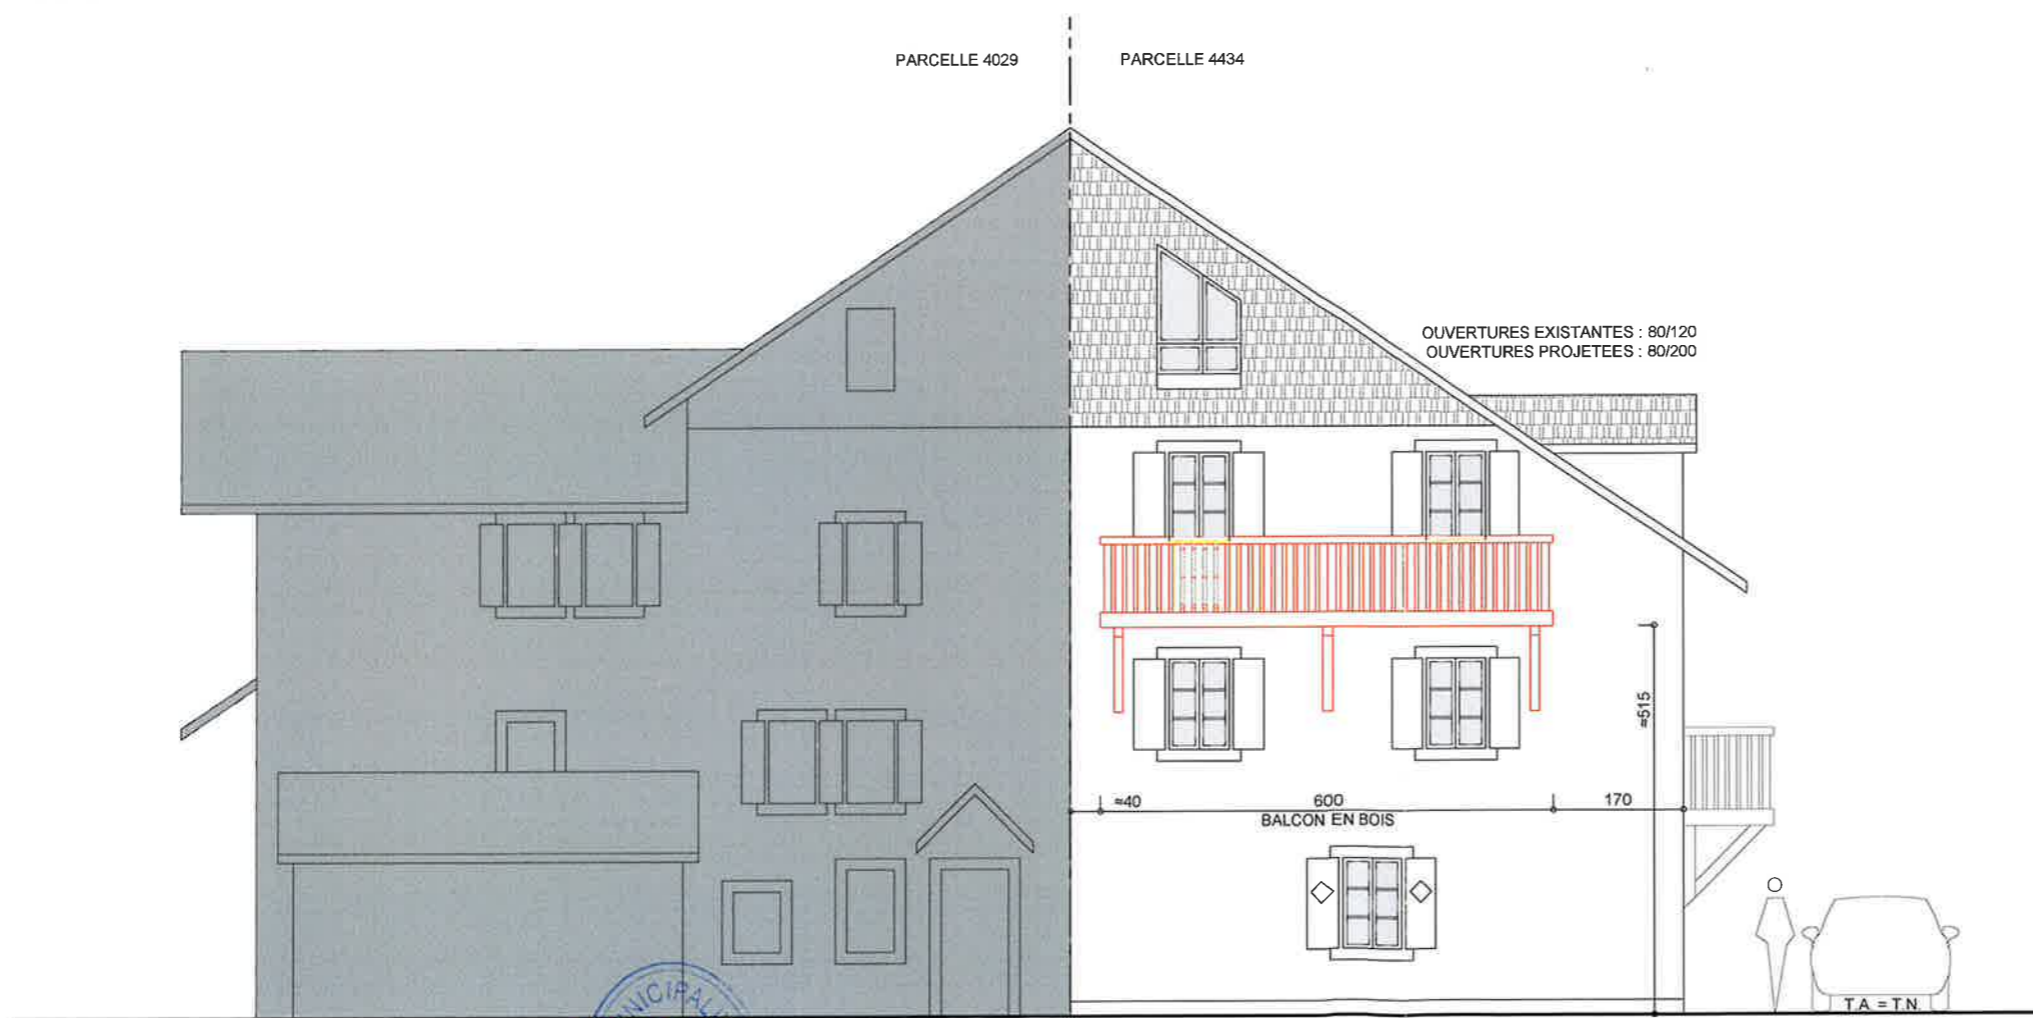 PARCELLE 4029
PARCELLE 4434
OUVERTURES EXISTANTES : 80/120
OUVERTURES PROJETEES : 80/200
≈515
≈40
600
170
BALCON EN BOIS
T.A. = T.N.